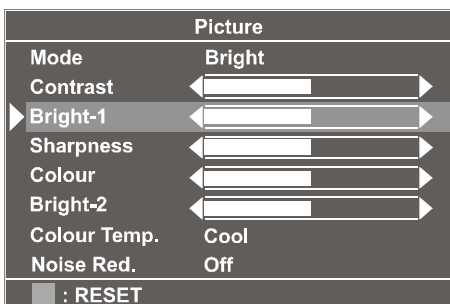 Picture
Mode Bright
Contrast
Bright-1
Sharpness
Colour
Bright-2
Colour Temp. Cool
Noise Red. Off
: RESET